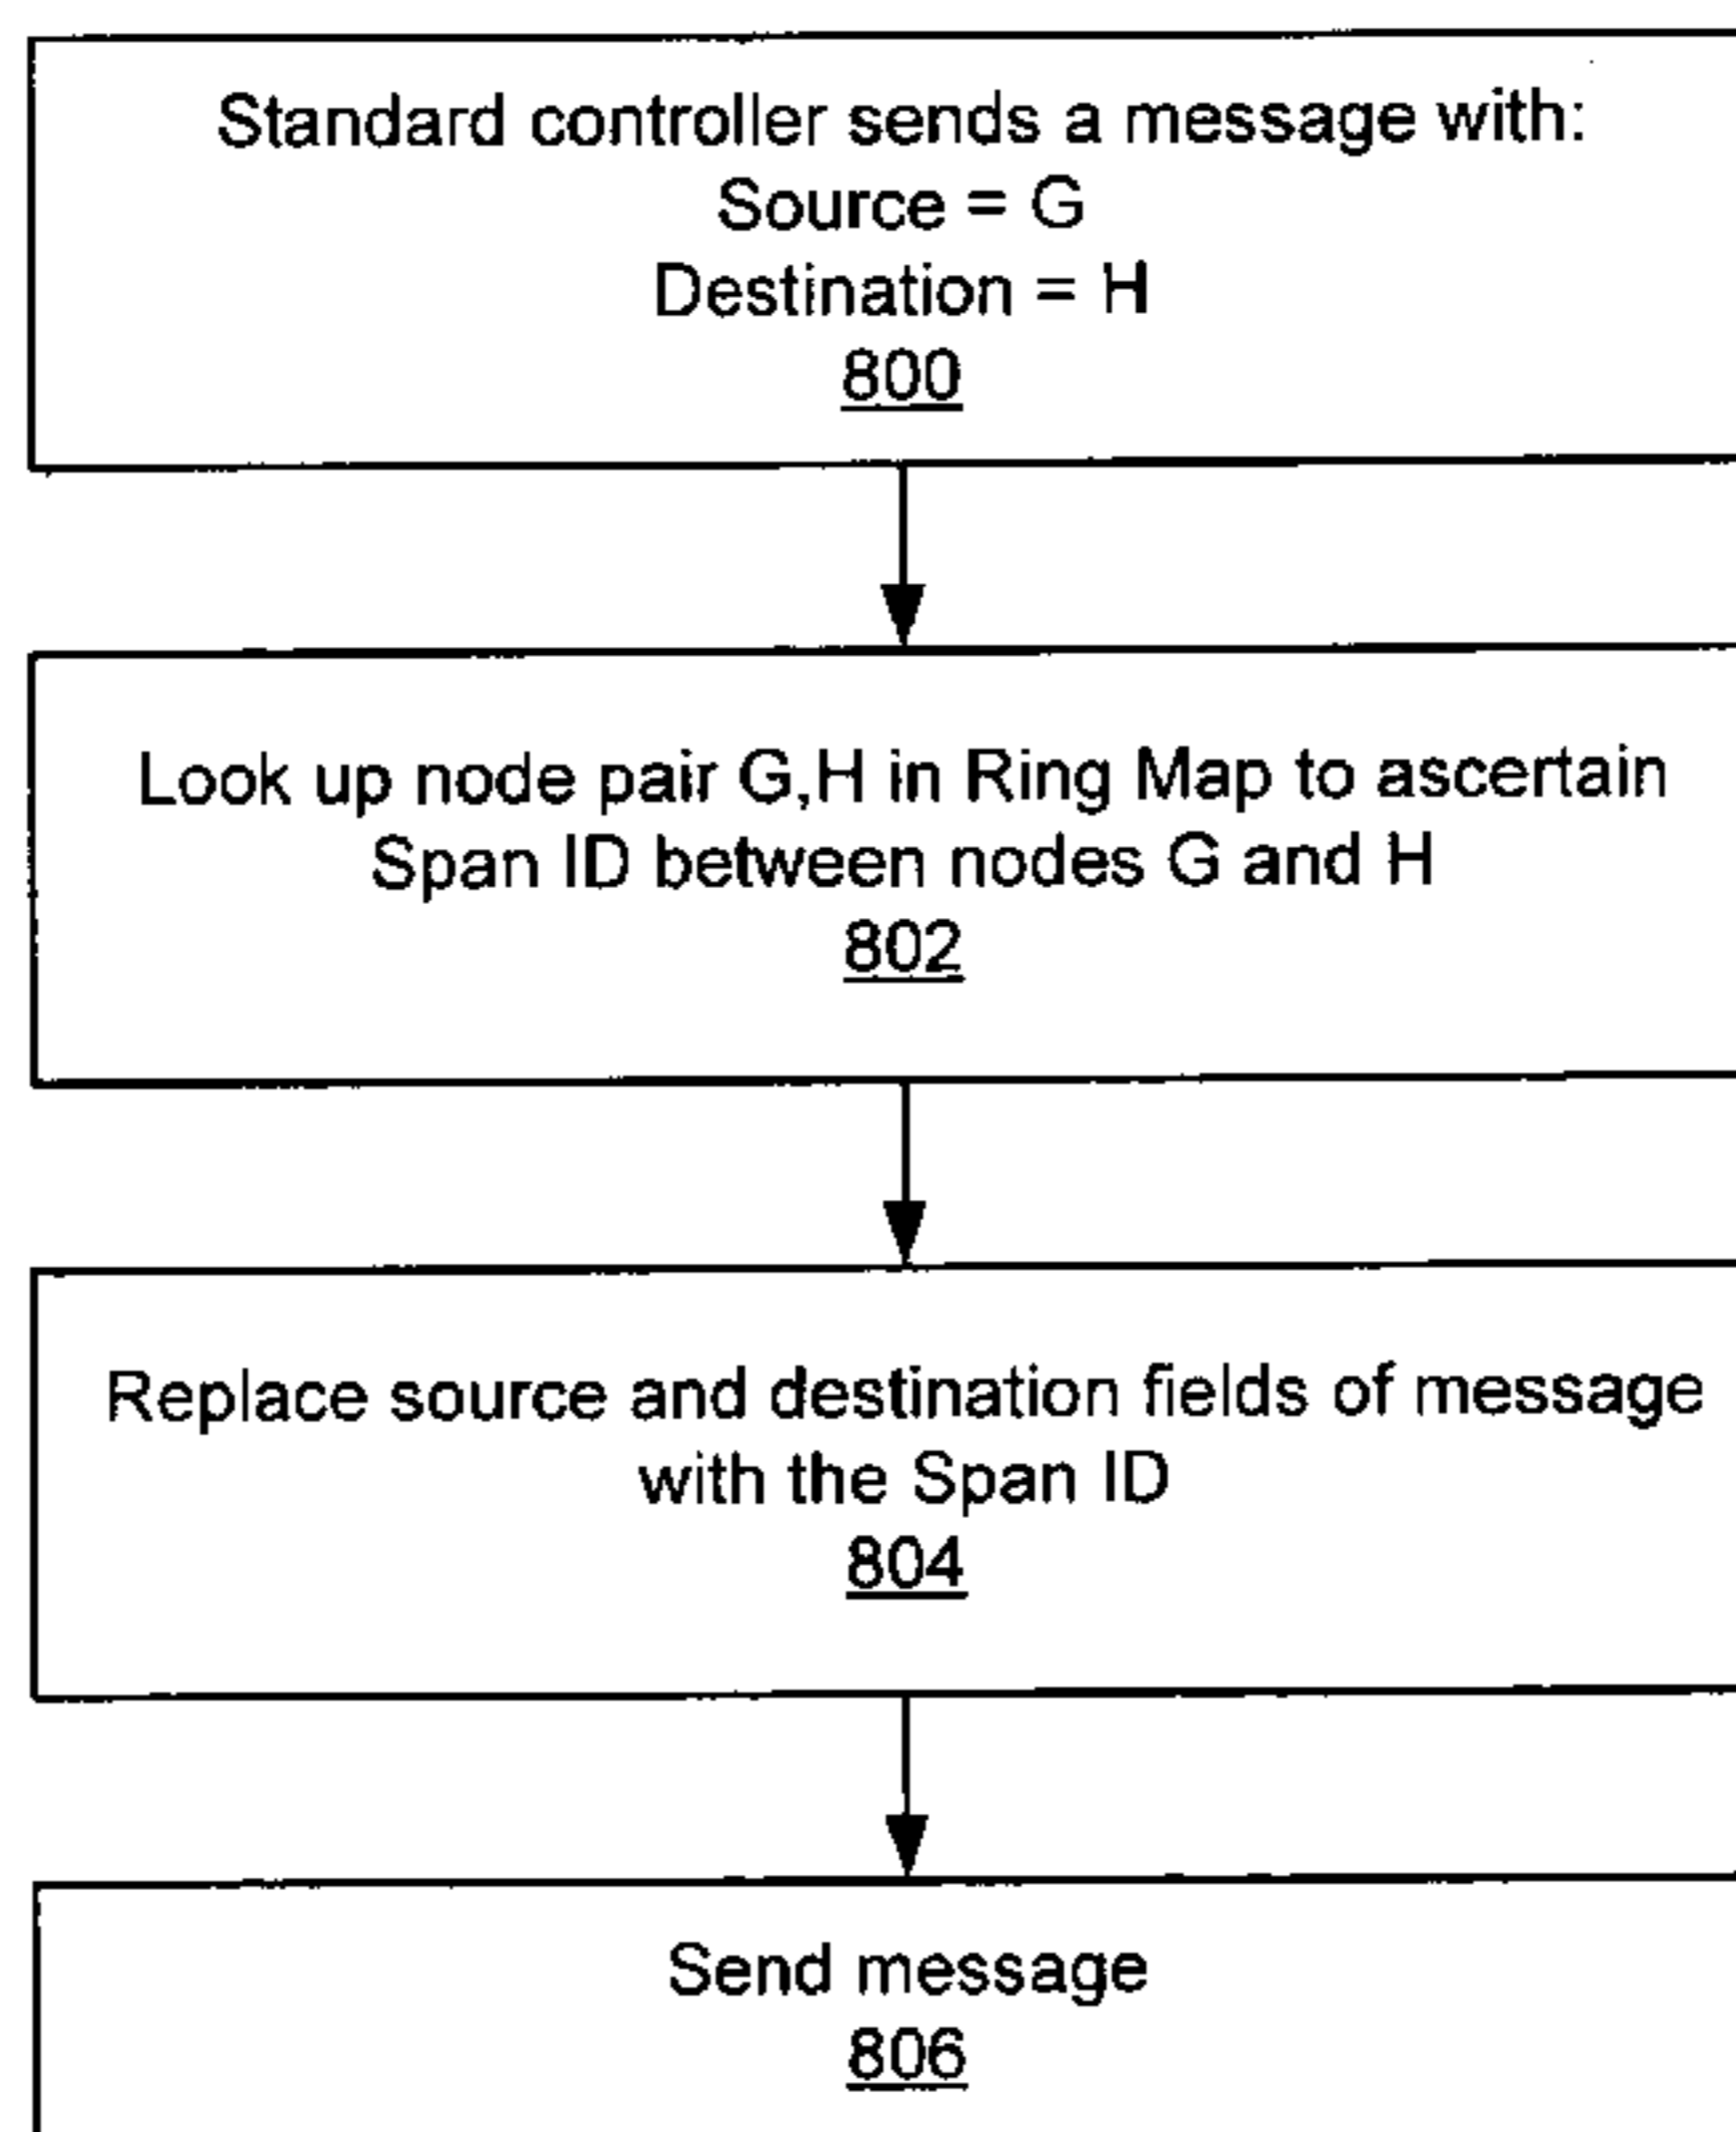 Standard controller sends a message with:
Source = G
Destination = H
800
Look up node pair G,H in Ring Map to ascertain
Span ID between nodes G and H
802
Replace source and destination fields of message
with the Span ID
804
Send message
806